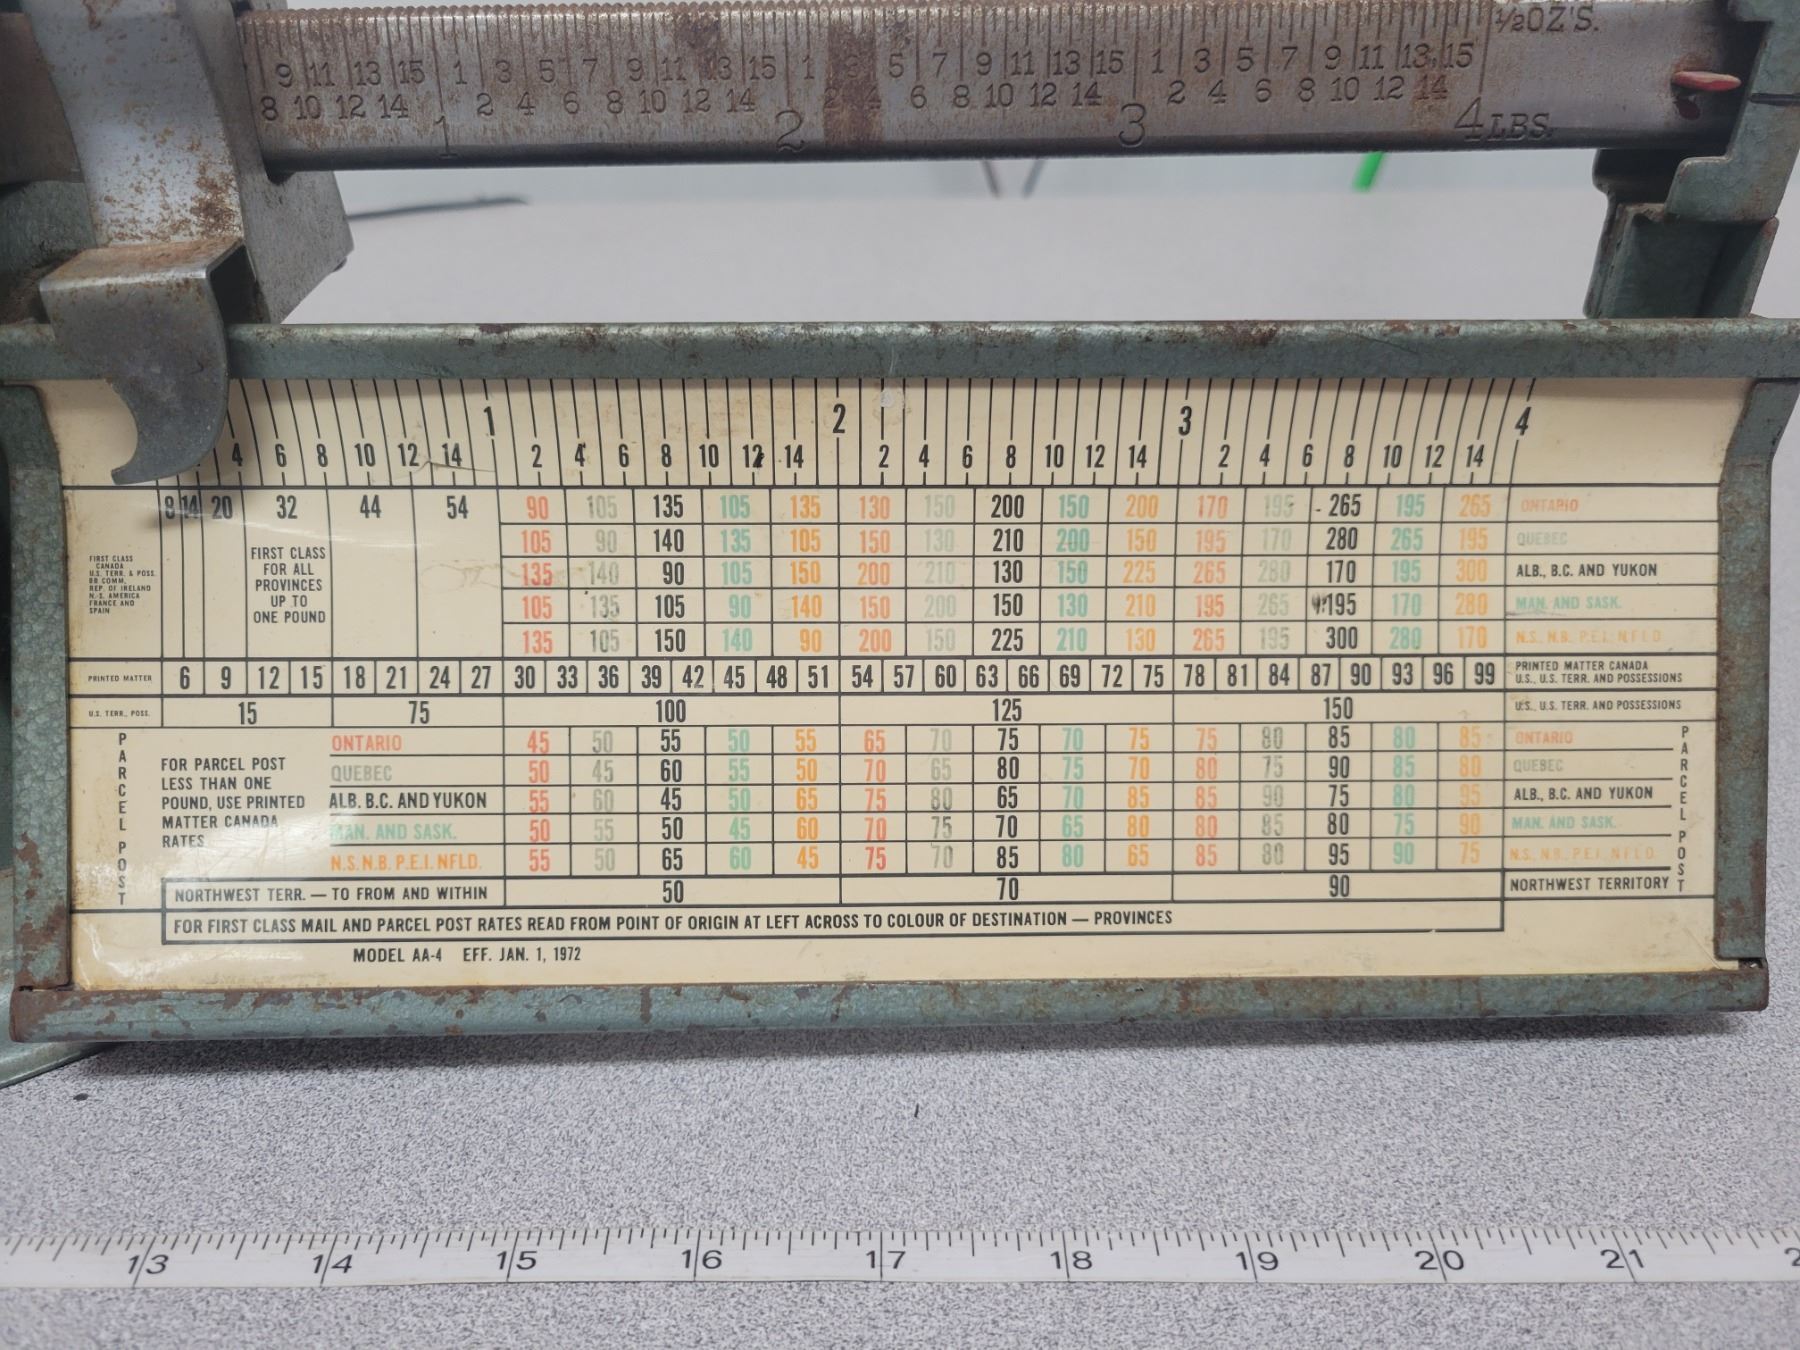 ½OZ'S.
9 11 13 15 1 3 5 7 9 11 13 15 1 3 5 7 9 11 13 15 1 3 5 7 9 11 13 15
8 10 12 14 2 4 6 8 10 12 14 2 4 6 8 10 12 14 2 4 6 8 10 12 14
1 2 3 4 LBS.
1 2 3 4
4 6 8 10 12 14 2 4 6 8 10 12 14 2 4 6 8 10 12 14 2 4 6 8 10 12 14
8 14 20 32 44 54 90 105 135 105 135 130 150 200 150 200 170 195 265 195 265 ONTARIO
105 90 140 135 105 150 130 210 200 150 195 170 280 265 195 QUEBEC
135 140 90 105 150 200 210 130 150 225 265 280 170 195 300 ALB., B.C. AND YUKON
105 135 105 90 140 150 200 150 130 210 195 265 195 170 280 MAN. AND SASK.
135 105 150 140 90 200 150 225 210 130 265 195 300 280 170 N.S. N.B. P.E.I. NFLD
FIRST CLASS
CANADA
U.S. TERR. & POSS.
BR COMM,
REP. OF IRELAND
N.-S. AMERICA
FRANCE AND
SPAIN
FIRST CLASS
FOR ALL
PROVINCES
UP TO
ONE POUND
PRINTED MATTER 6 9 12 15 18 21 24 27 30 33 36 39 42 45 48 51 54 57 60 63 66 69 72 75 78 81 84 87 90 93 96 99 PRINTED MATTER CANADA
U.S., U.S. TERR. AND POSSESSIONS
U.S. TERR., POSS. 15 75 100 125 150 U.S., U.S. TERR. AND POSSESSIONS
PARCEL POST
FOR PARCEL POST
LESS THAN ONE
POUND, USE PRINTED
MATTER CANADA
RATES
ONTARIO 45 50 55 50 55 65 70 75 70 75 75 80 85 80 85 ONTARIO
QUEBEC 50 45 60 55 50 70 65 80 75 70 80 75 90 85 80 QUEBEC
ALB. B.C. AND YUKON 55 60 45 50 65 75 80 65 70 85 85 90 75 80 95 ALB., B.C. AND YUKON
MAN. AND SASK. 50 55 50 45 60 70 75 70 65 80 80 85 80 75 90 MAN. AND SASK.
N.S. N.B. P.E.I. NFLD. 55 50 65 60 45 75 70 85 80 65 85 80 95 90 75 N.S. N.B. P.E.I. NFLD
PARCEL POST
NORTHWEST TERR. — TO FROM AND WITHIN 50 70 90 NORTHWEST TERRITORY
FOR FIRST CLASS MAIL AND PARCEL POST RATES READ FROM POINT OF ORIGIN AT LEFT ACROSS TO COLOUR OF DESTINATION — PROVINCES
MODEL AA-4 EFF. JAN. 1, 1972
13 14 15 16 17 18 19 20 21